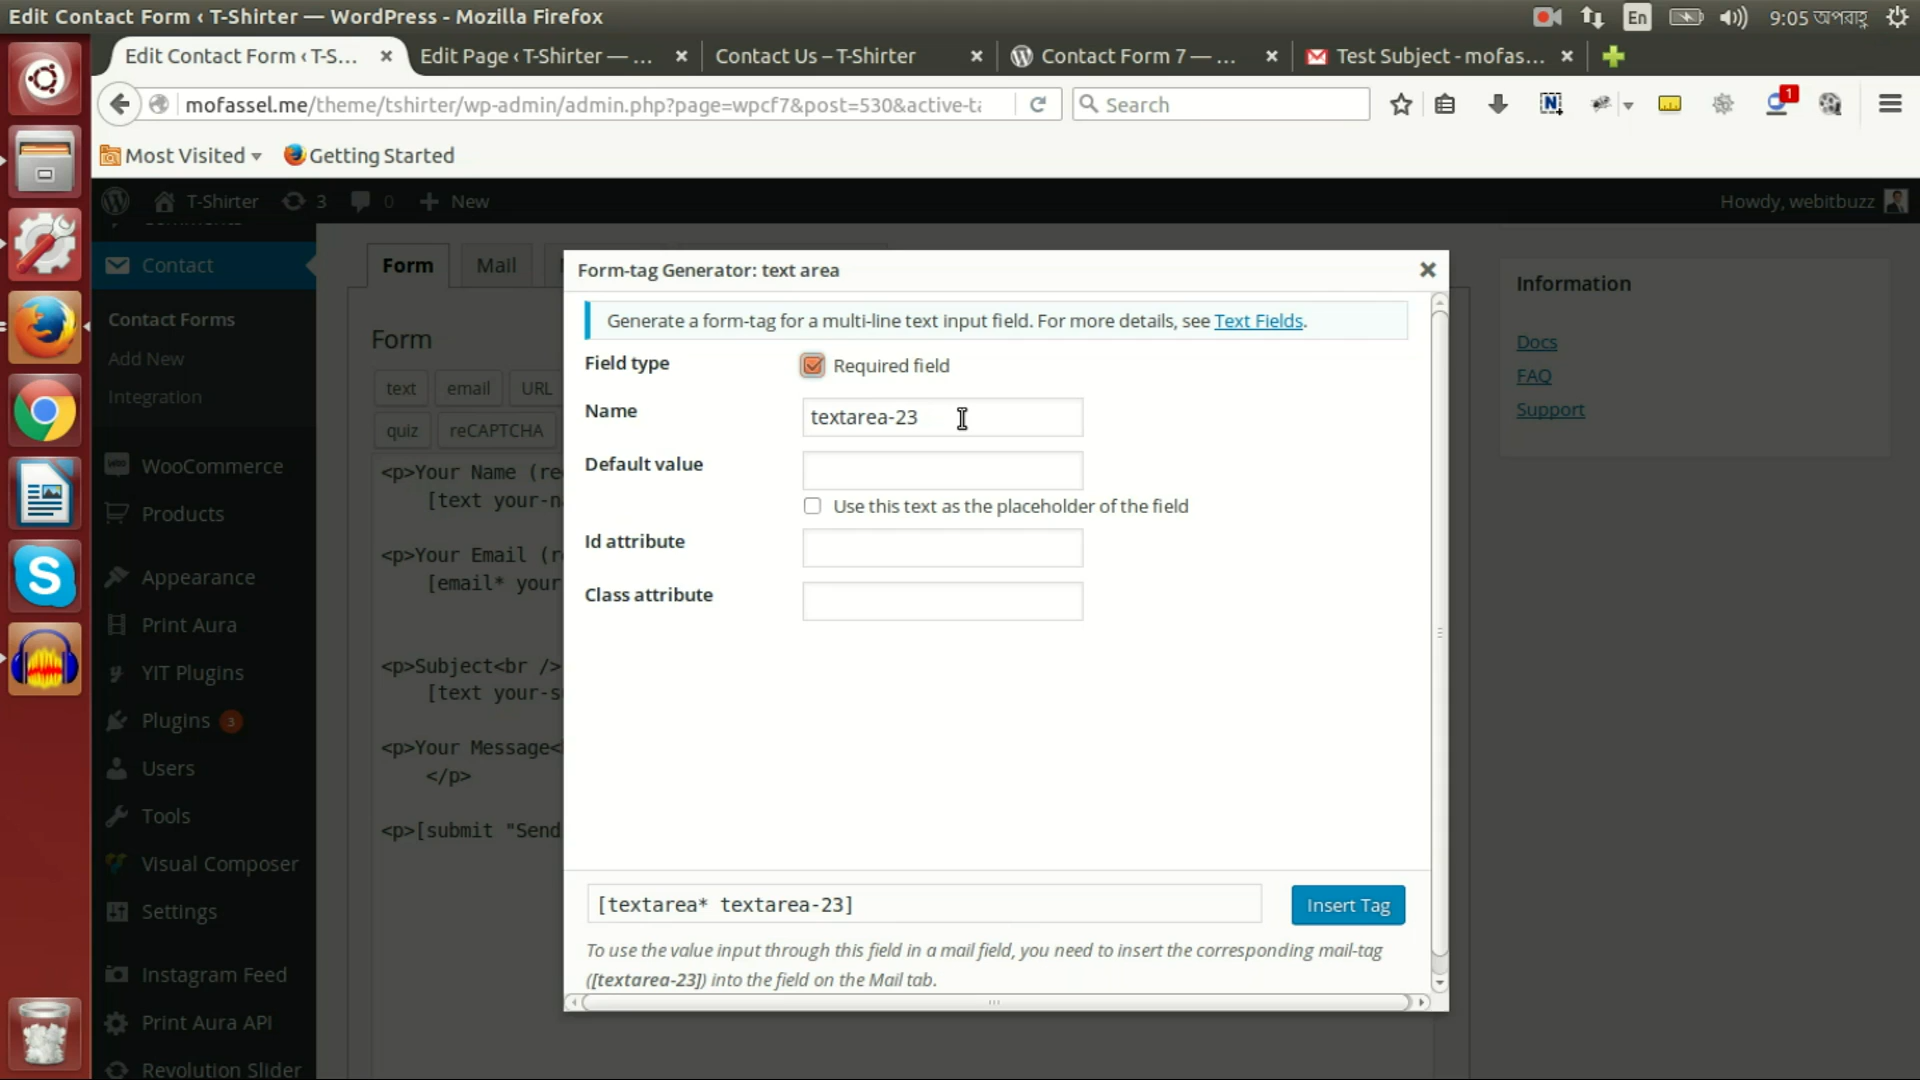 Edit Contact Form ‹ T-Shirter — WordPress - Mozilla Firefox
En
9:05 অপরাহ্ণ
Edit Contact Form ‹ T-S...
Edit Page ‹ T-Shirter — ...
Contact Us – T-Shirter
Contact Form 7 — ...
Test Subject - mofas...
mofassel.me/theme/tshirter/wp-admin/admin.php?page=wpcf7&post=530&active-ta
Search
1
Most Visited
Getting Started
T-Shirter
3
0
New
Howdy, webitbuzz
Contact
Contact Forms
Add New
Integration
WooCommerce
Products
Appearance
Print Aura
YIT Plugins
Plugins 3
Users
Tools
Visual Composer
Settings
Instagram Feed
Print Aura API
Revolution Slider
Form
Mail
Form
text
email
URL
quiz
reCAPTCHA
<p>Your Name (re
[text your-n
<p>Your Email (r
[email* your
<p>Subject<br />
[text your-s
<p>Your Message<
</p>
<p>[submit "Send
Form-tag Generator: text area
Generate a form-tag for a multi-line text input field. For more details, see Text Fields.
Field type
Required field
Name
textarea-23
Default value
Use this text as the placeholder of the field
Id attribute
Class attribute
[textarea* textarea-23]
Insert Tag
To use the value input through this field in a mail field, you need to insert the corresponding mail-tag
([textarea-23]) into the field on the Mail tab.
Information
Docs
FAQ
Support